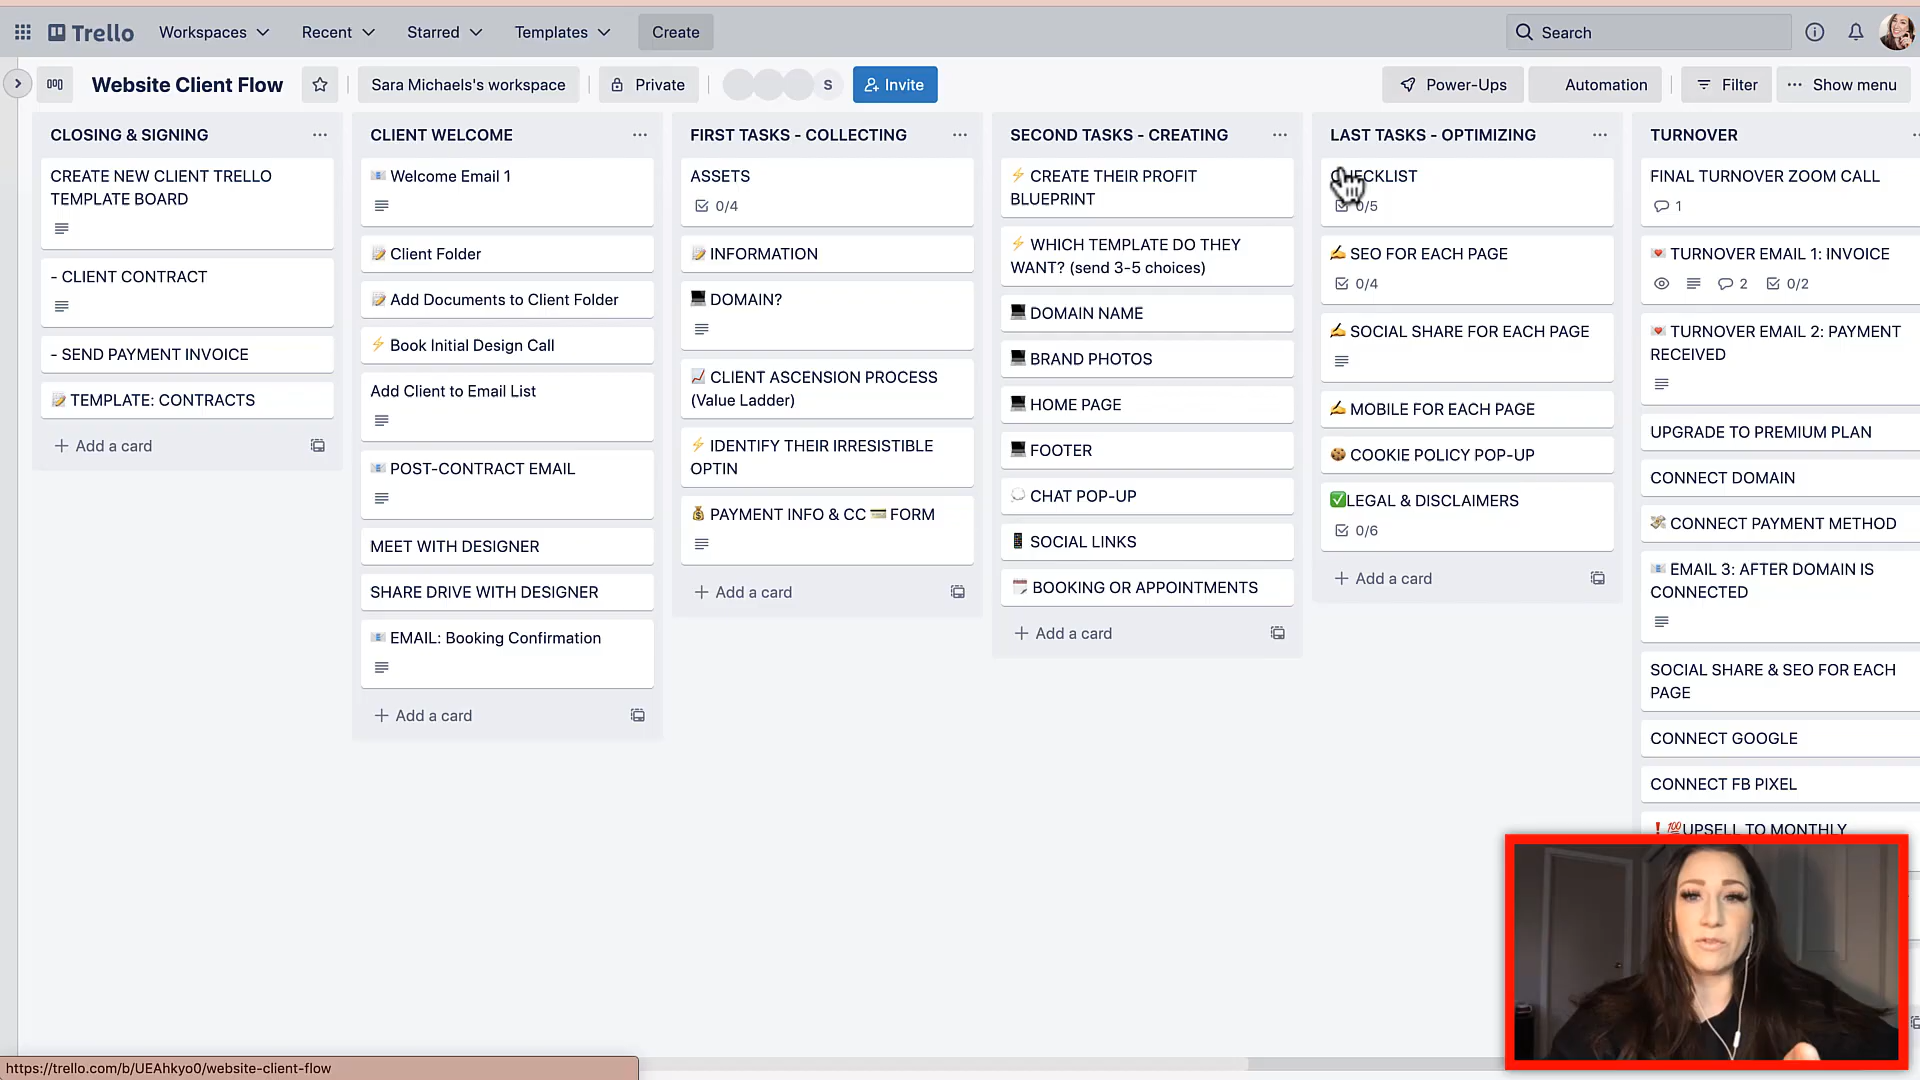 Trello
Workspaces
Recent
Starred
Templates
Create
Search
Website Client Flow
Sara Michaels's workspace
Private
S
Invite
Power-Ups
Automation
Filter
Show menu
CLOSING & SIGNING
CREATE NEW CLIENT TRELLO
TEMPLATE BOARD
- CLIENT CONTRACT
- SEND PAYMENT INVOICE
TEMPLATE: CONTRACTS
Add a card
CLIENT WELCOME
Welcome Email 1
Client Folder
Add Documents to Client Folder
Book Initial Design Call
Add Client to Email List
POST-CONTRACT EMAIL
MEET WITH DESIGNER
SHARE DRIVE WITH DESIGNER
EMAIL: Booking Confirmation
Add a card
FIRST TASKS - COLLECTING
ASSETS
0/4
INFORMATION
DOMAIN?
CLIENT ASCENSION PROCESS
(Value Ladder)
IDENTIFY THEIR IRRESISTIBLE
OPTIN
PAYMENT INFO & CC 💳 FORM
Add a card
SECOND TASKS - CREATING
CREATE THEIR PROFIT
BLUEPRINT
WHICH TEMPLATE DO THEY
WANT? (send 3-5 choices)
DOMAIN NAME
BRAND PHOTOS
HOME PAGE
FOOTER
CHAT POP-UP
SOCIAL LINKS
BOOKING OR APPOINTMENTS
Add a card
LAST TASKS - OPTIMIZING
CHECKLIST
0/5
SEO FOR EACH PAGE
0/4
SOCIAL SHARE FOR EACH PAGE
MOBILE FOR EACH PAGE
COOKIE POLICY POP-UP
LEGAL & DISCLAIMERS
0/6
Add a card
TURNOVER
FINAL TURNOVER ZOOM CALL
1
TURNOVER EMAIL 1: INVOICE
2 0/2
TURNOVER EMAIL 2: PAYMENT
RECEIVED
UPGRADE TO PREMIUM PLAN
CONNECT DOMAIN
CONNECT PAYMENT METHOD
EMAIL 3: AFTER DOMAIN IS
CONNECTED
SOCIAL SHARE & SEO FOR EACH
PAGE
CONNECT GOOGLE
CONNECT FB PIXEL
❗💯UPSELL TO MONTHLY
https://trello.com/b/UEAhkyo0/website-client-flow